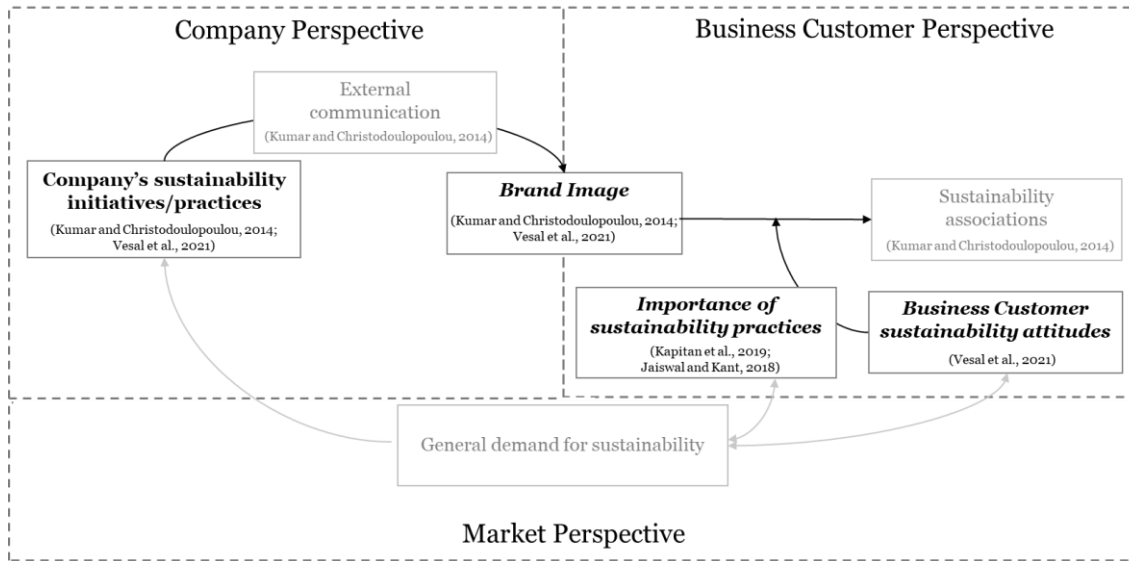 Company Perspective
Business Customer Perspective
External
communication
(Kumar and Christodoulopoulou, 2014)
Company's sustainability
initiatives/practices
(Kumar and Christodoulopoulou, 2014;
Vesal et al., 2021)
Brand Image
(Kumar and Christodoulopoulou, 2014;
Vesal et al., 2021)
Sustainability
associations
(Kumar and Christodoulopoulou, 2014)
Importance of
sustainability practices
(Kapitan et al., 2019;
Jaiswal and Kant, 2018)
Business Customer
sustainability attitudes
(Vesal et al., 2021)
General demand for sustainability
Market Perspective